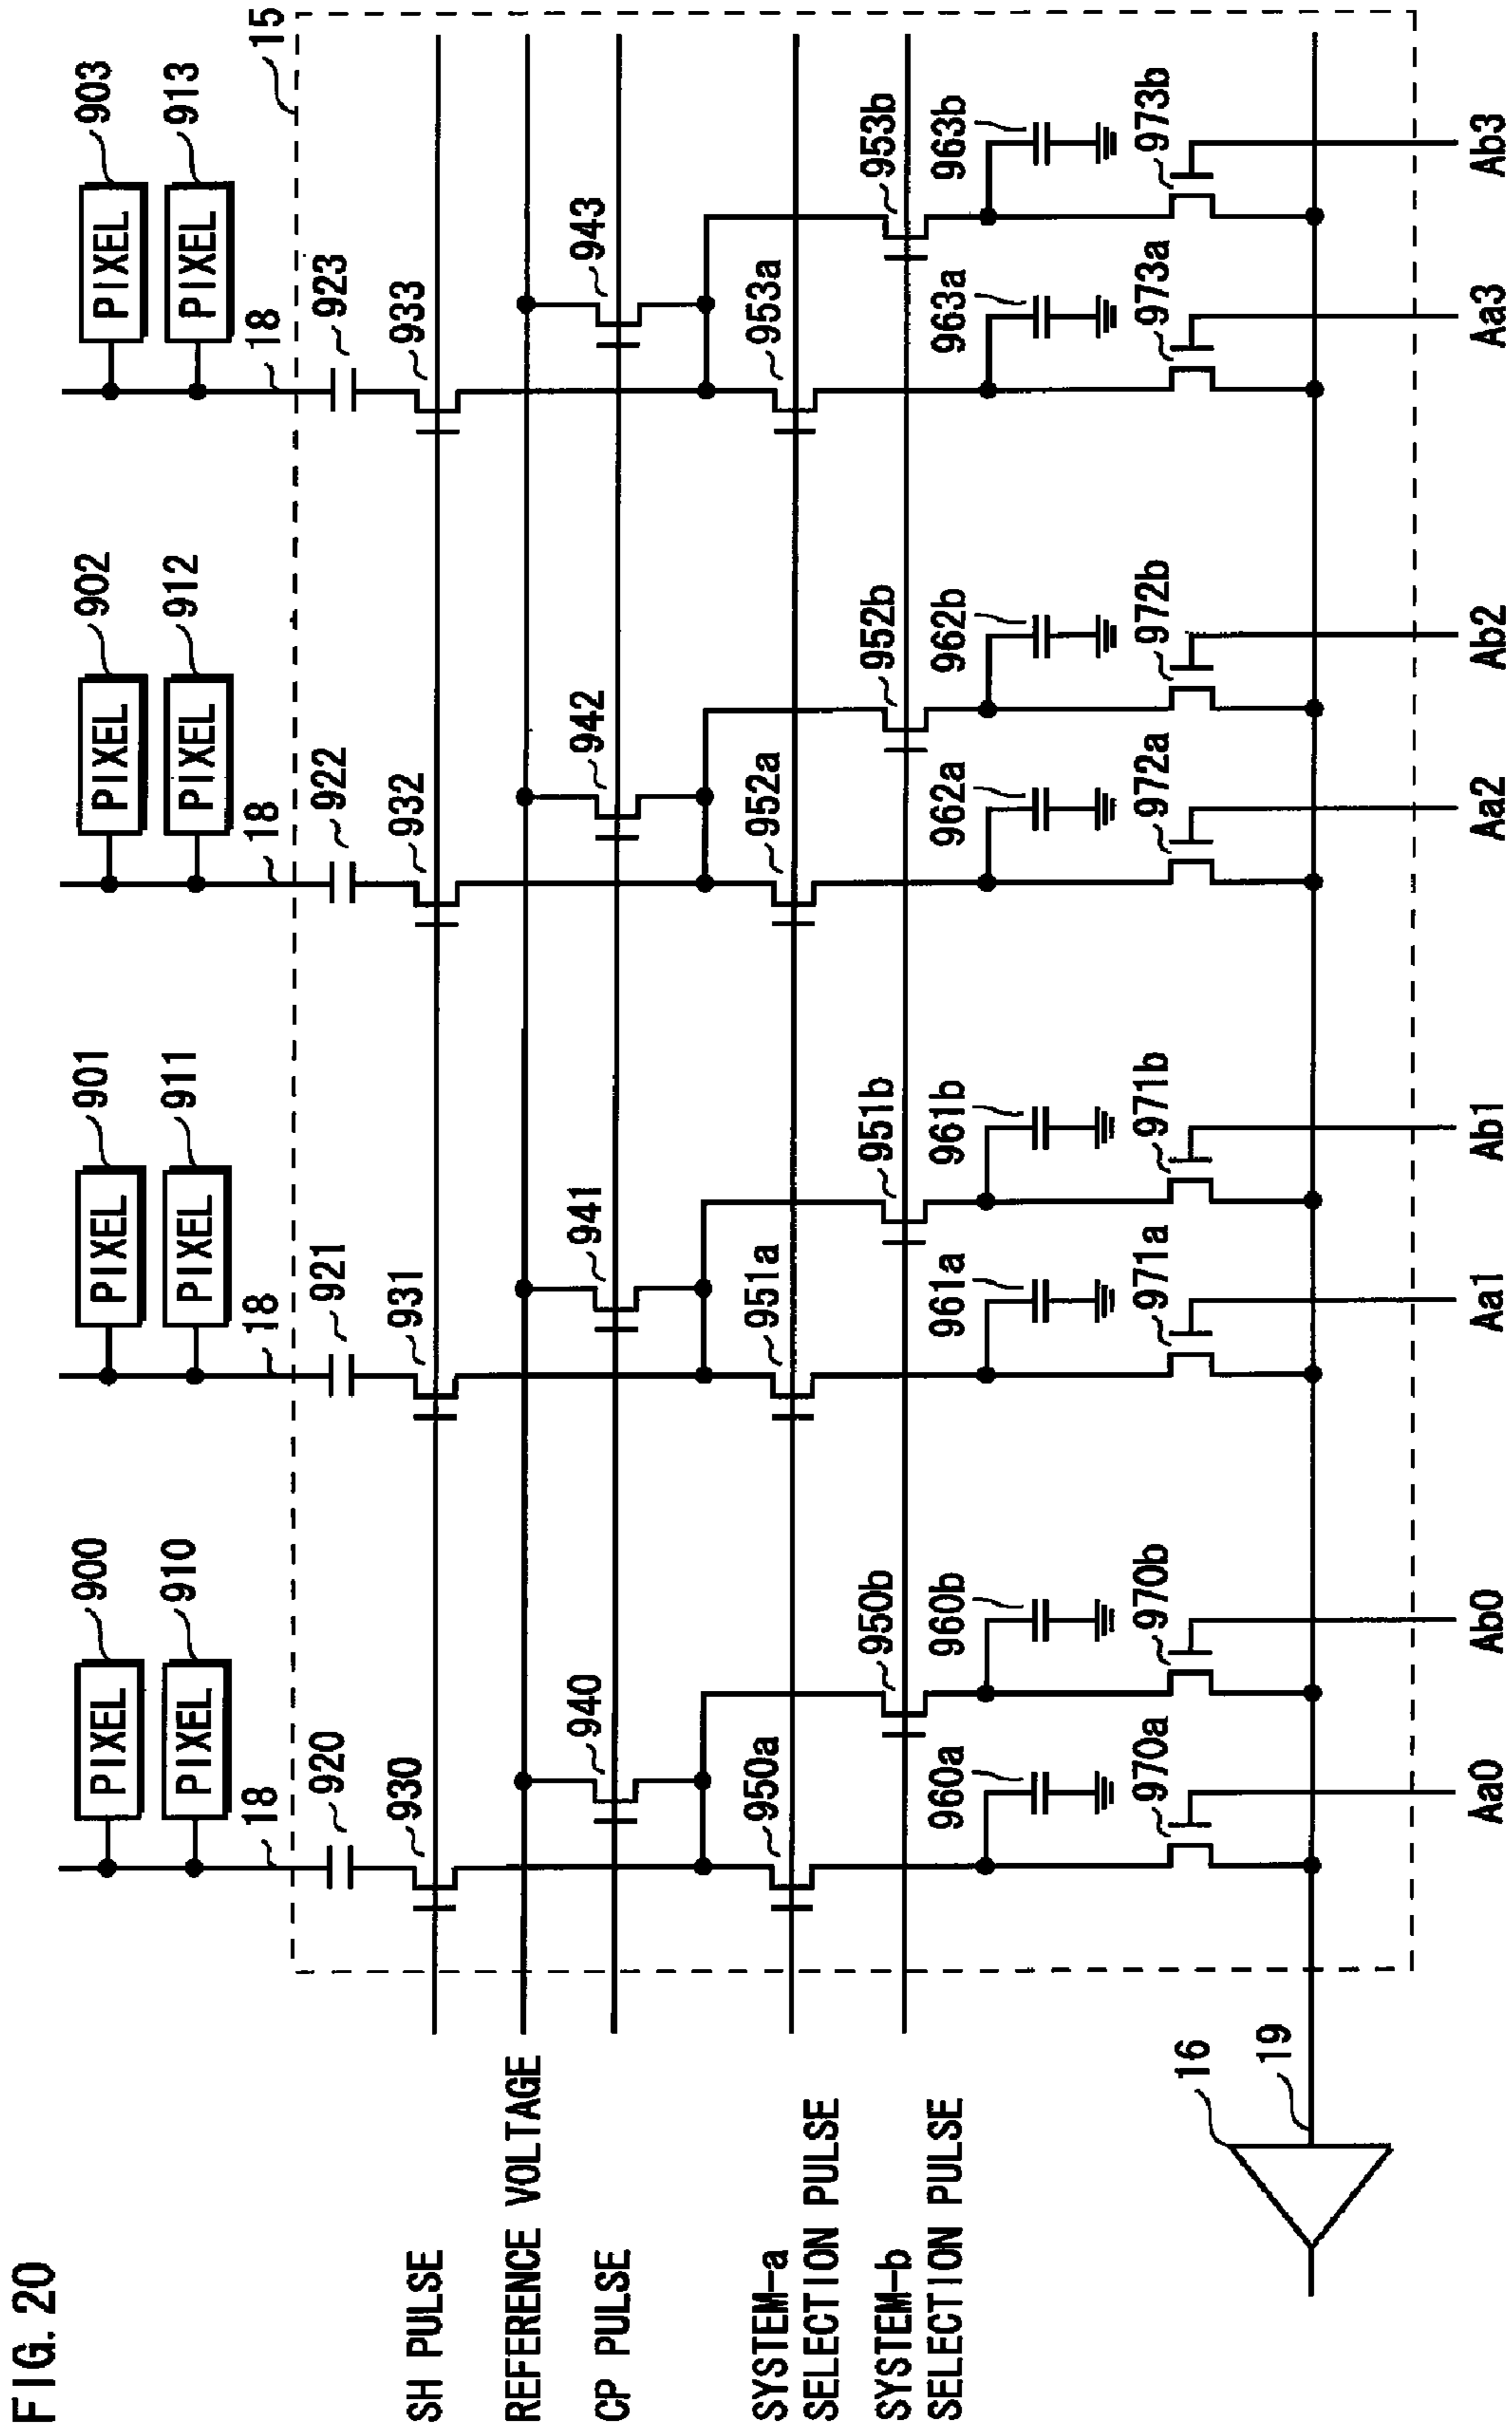 FIG. 20
900
901
902
903
PIXEL
PIXEL
PIXEL
PIXEL
910
911
912
913
PIXEL
PIXEL
PIXEL
PIXEL
18
18
18
18
15
920
921
922
923
SH PULSE
930
931
932
933
REFERENCE VOLTAGE
CP PULSE
940
941
942
943
SYSTEM-a
SELECTION PULSE
950a
951a
952a
953a
SYSTEM-b
SELECTION PULSE
950b
951b
952b
953b
960a
960b
961a
961b
962a
962b
963a
963b
970a
970b
971a
971b
972a
972b
973a
973b
16
19
Aa0
Ab0
Aa1
Ab1
Aa2
Ab2
Aa3
Ab3